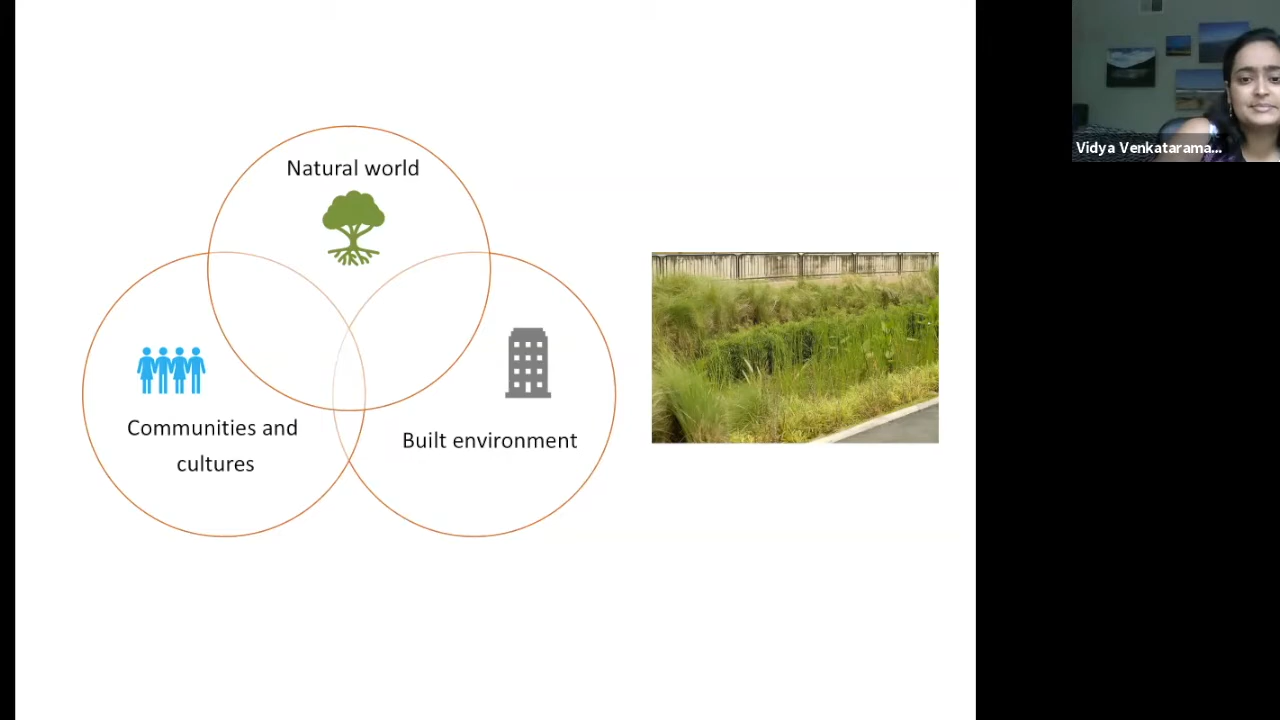 Natural world
Communities and
cultures
Built environment
Vidya Venkatarama...